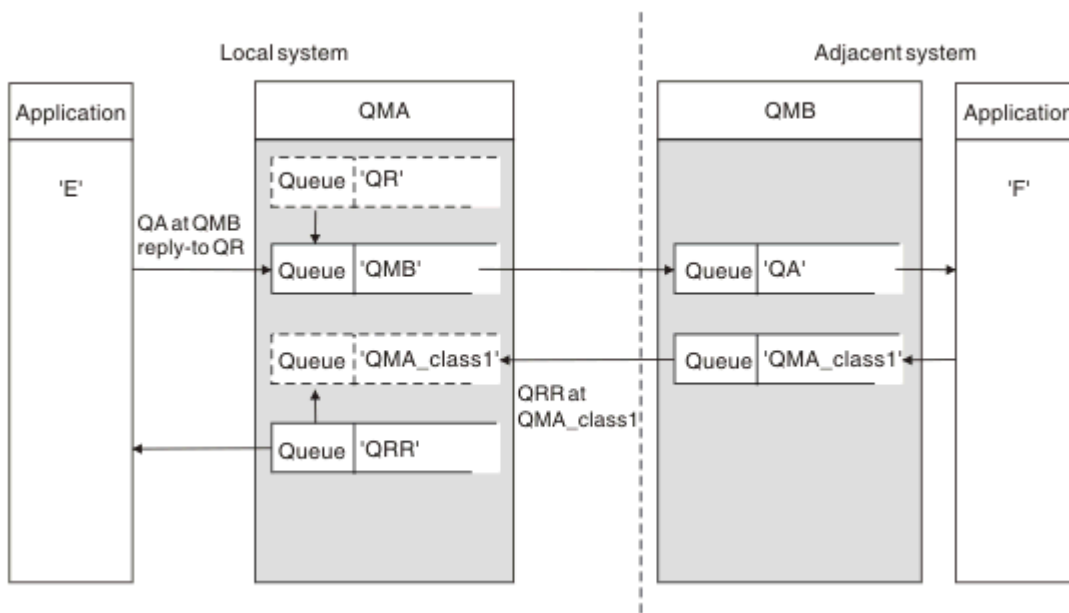 Local system
Adjacent system
Application
QMA
QMB
Application
'E'
Queue 'QR'
'F'
QA at QMB
reply-to QR
Queue 'QMB'
Queue 'QA'
Queue 'QMA_class1'
Queue 'QMA_class1'
QRR at
QMA_class1
Queue 'QRR'